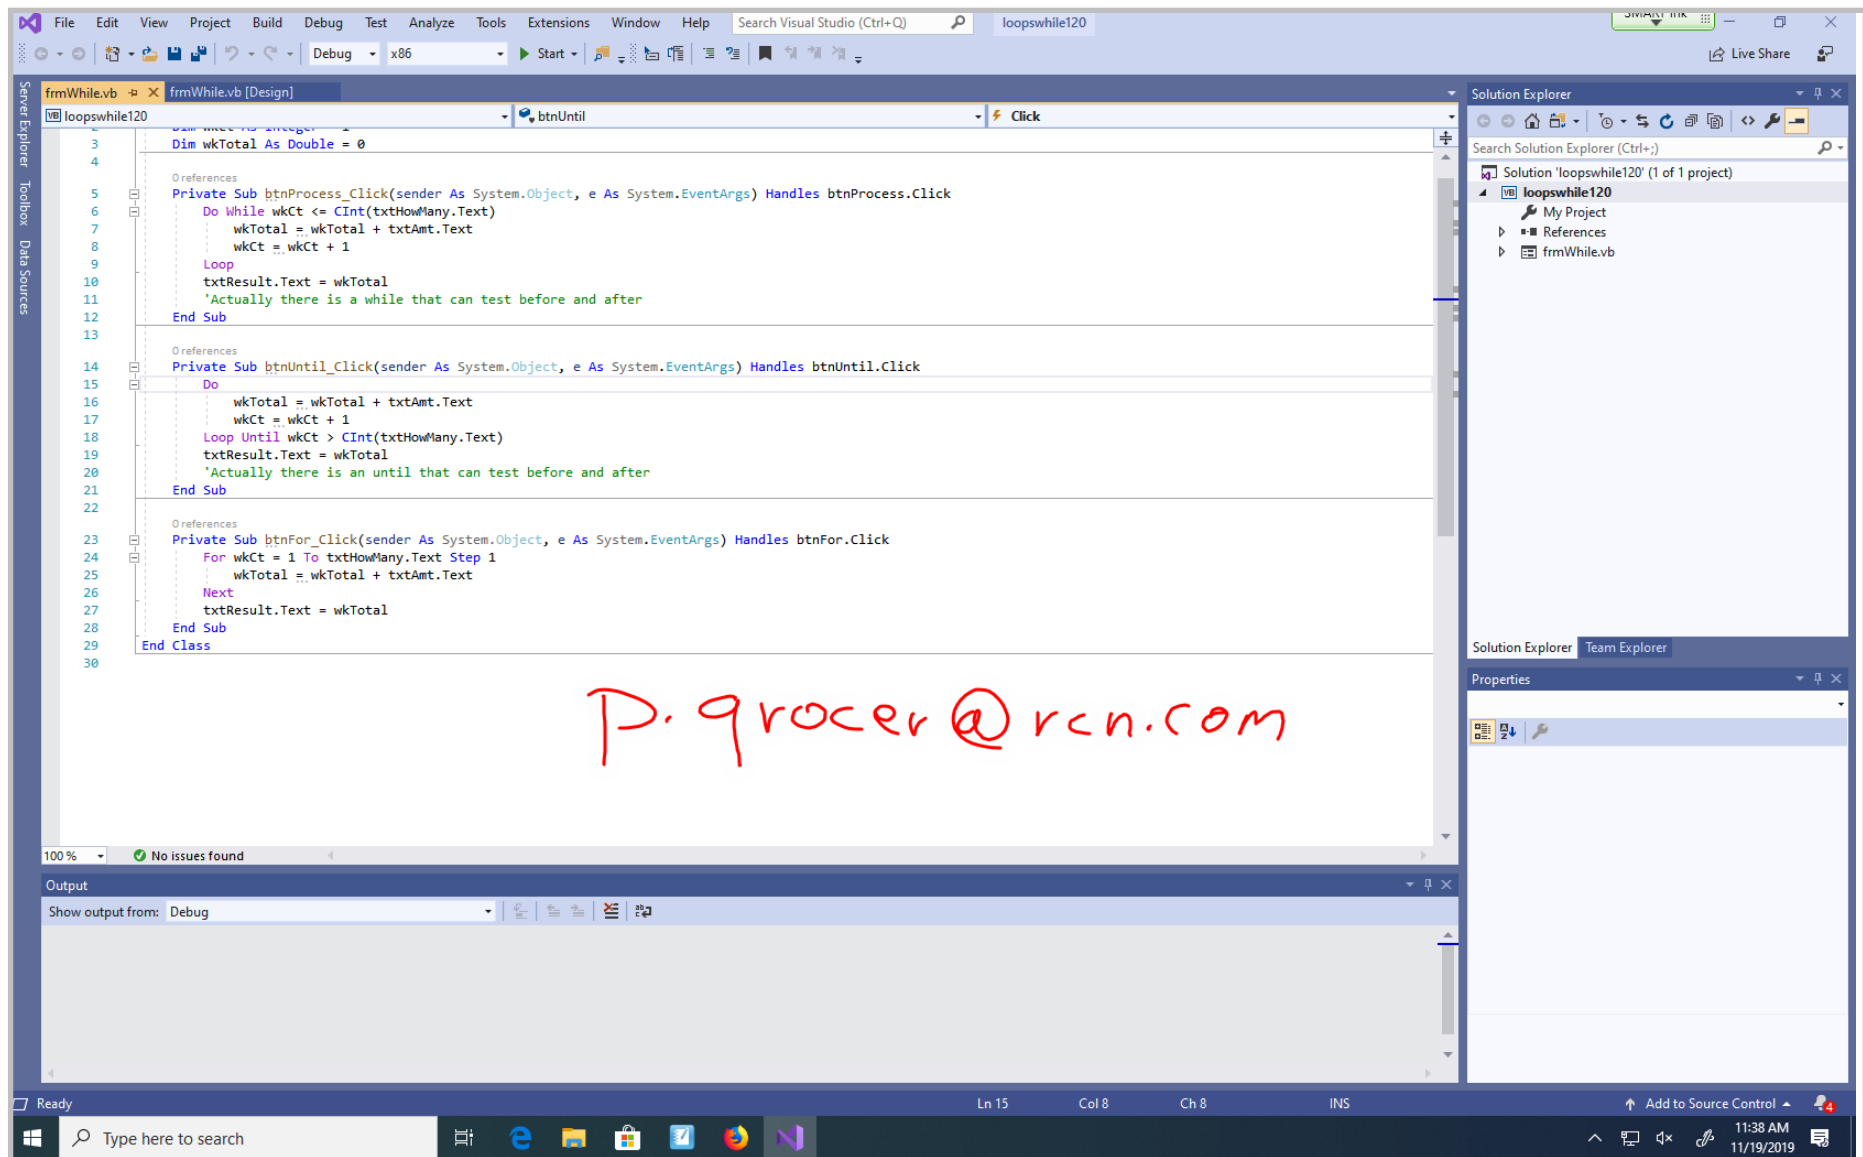 File Edit View Project Build Debug Test Analyze Tools Extensions Window Help Search Visual Studio (Ctrl+Q) loopswhile120
Debug x86 Start Live Share
Server Explorer
Toolbox
Data Sources
frmWhile.vb frmWhile.vb [Design]
VB loopswhile120 btnUntil Click
3 Dim wkTotal As Double = 0
4
0 references
5 Private Sub btnProcess_Click(sender As System.Object, e As System.EventArgs) Handles btnProcess.Click
6 Do While wkCt <= CInt(txtHowMany.Text)
7 wkTotal = wkTotal + txtAmt.Text
8 wkCt = wkCt + 1
9 Loop
10 txtResult.Text = wkTotal
11 'Actually there is a while that can test before and after
12 End Sub
13
0 references
14 Private Sub btnUntil_Click(sender As System.Object, e As System.EventArgs) Handles btnUntil.Click
15 Do
16 wkTotal = wkTotal + txtAmt.Text
17 wkCt = wkCt + 1
18 Loop Until wkCt > CInt(txtHowMany.Text)
19 txtResult.Text = wkTotal
20 'Actually there is an until that can test before and after
21 End Sub
22
0 references
23 Private Sub btnFor_Click(sender As System.Object, e As System.EventArgs) Handles btnFor.Click
24 For wkCt = 1 To txtHowMany.Text Step 1
25 wkTotal = wkTotal + txtAmt.Text
26 Next
27 txtResult.Text = wkTotal
28 End Sub
29 End Class
30
p.grocer@rcn.com
100 % No issues found
Output
Show output from: Debug
Solution Explorer
Search Solution Explorer (Ctrl+;)
Solution 'loopswhile120' (1 of 1 project)
VB loopswhile120
My Project
References
frmWhile.vb
Solution Explorer Team Explorer
Properties
Ready Ln 15 Col 8 Ch 8 INS Add to Source Control 4
Type here to search 11:38 AM
11/19/2019